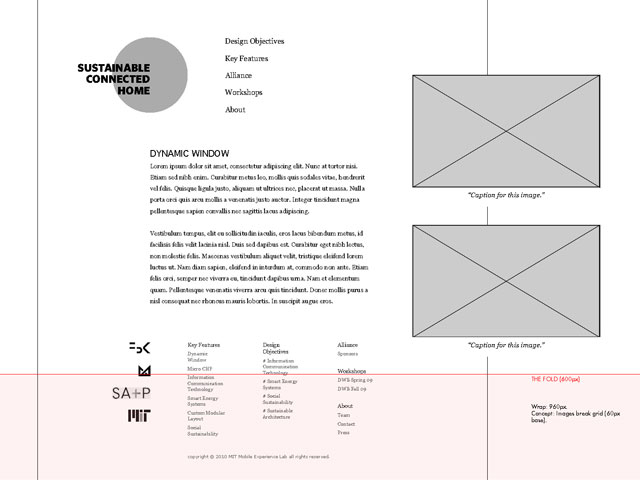 SUSTAINABLE
CONNECTED
HOME
Design Objectives
Key Features
Alliance
Workshops
About
DYNAMIC WINDOW
Lorem ipsum dolor sit amet, consectetur adipiscing elit. Nunc at tortor nisi.
Etiam sed nibh enim. Curabitur metus leo, mollis quis sodales vitae, hendrerit
vel felis. Quisque ligula justo, aliquam ut ultrices nec, placerat ut massa. Nulla
porta orci quis arcu mollis a venenatis justo auctor. Integer tincidunt magna
pellentesque sapien convallis nec sagittis lacus adipiscing.
Vestibulum tempus, elit eu sollicitudin iaculis, eros lacus bibendum metus, id
facilisis felis velit lacinia nisl. Duis sed dapibus est. Curabitur eget nibh lectus,
non molestie felis. Maecenas vestibulum aliquet velit, tristique eleifend lorem
luctus ut. Nam diam sapien, eleifend in interdum at, commodo non ante. Etiam
felis orci, semper nec viverra eu, tincidunt dapibus urna. Nam et elementum
quam. Pellentesque venenatis viverra arcu quis tincidunt. Donec mollis purus a
nisl consequat nec rhoncus mauris lobortis. In suscipit augue eros.
"Caption for this image."
"Caption for this image."
SA+P
MIT
Key Features
Dynamic
Window
Micro CHP
Information
Communication
Technology
Smart Energy
Systems
Custom Modular
Layout
Social
Sustainability
Design
Objectives
# Information
Communication
Technology
# Smart Energy
Systems
# Social
Sustainability
# Sustainable
Architecture
Alliance
Sponsors
Workshops
DWS Spring 09
DWS Fall 09
About
Team
Contact
Press
THE FOLD (600px)
Wrap: 960px.
Concept: Images break grid (60px
base).
copyright © 2010 MIT Mobile Experience Lab all rights reserved.